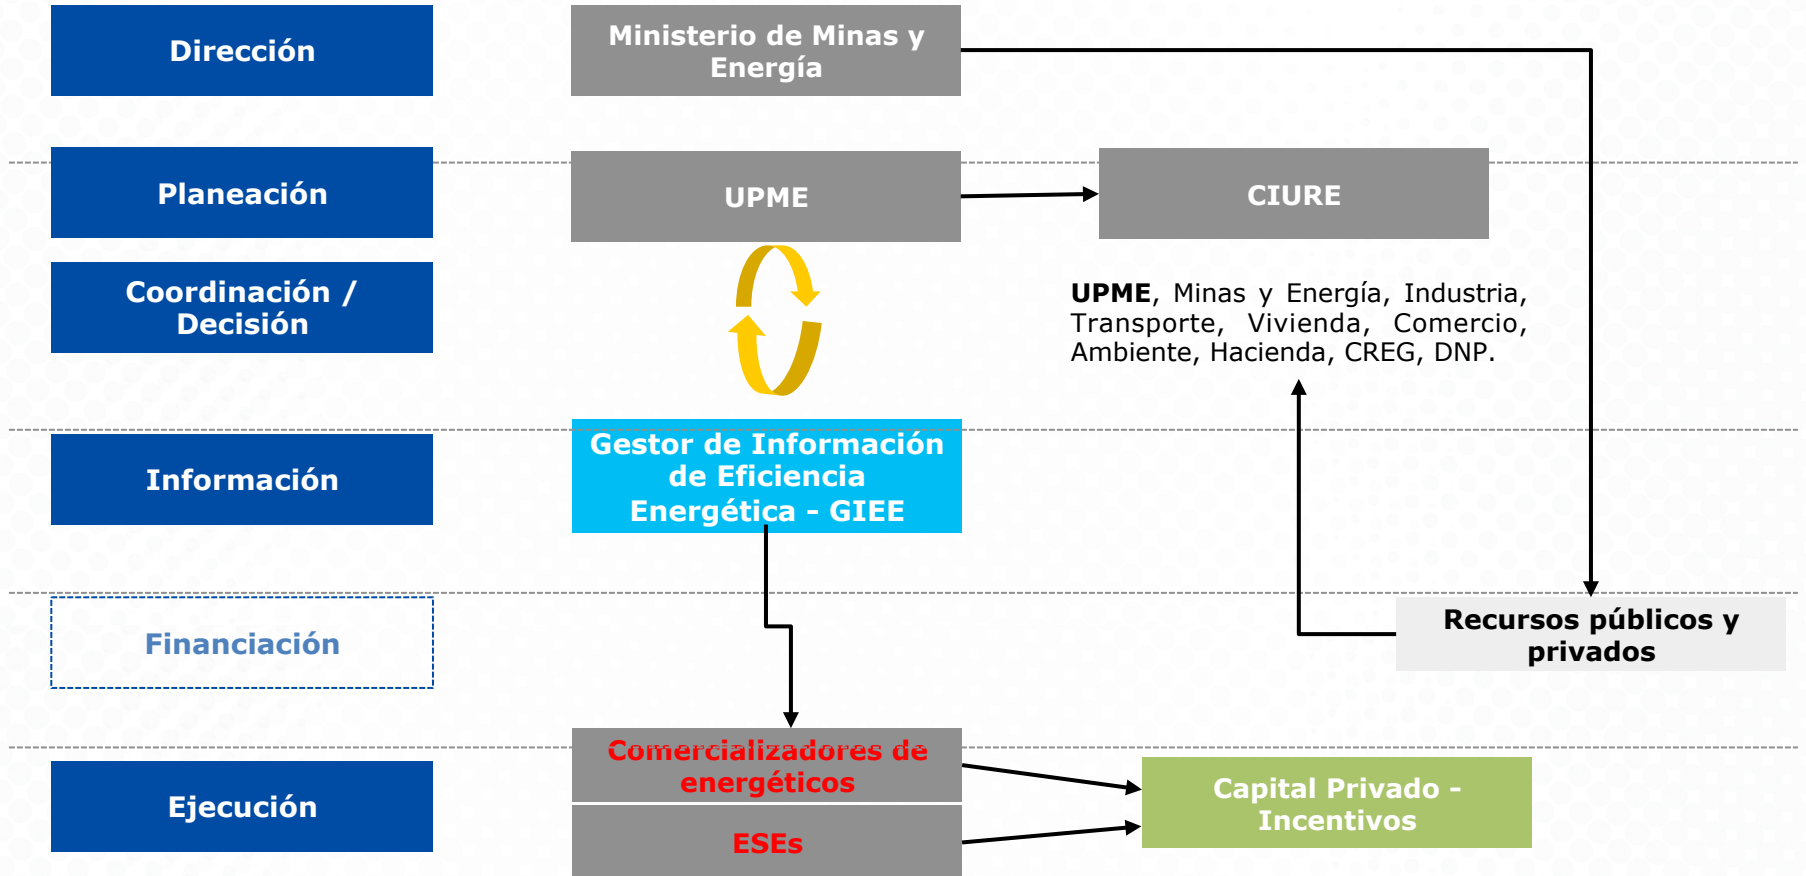 Dirección
Ministerio de Minas y
Energía
Planeación
UPME
CIURE
Coordinación /
Decisión
UPME, Minas y Energía, Industria,
Transporte, Vivienda, Comercio,
Ambiente, Hacienda, CREG, DNP.
Información
Gestor de Información
de Eficiencia
Energética - GIEE
Financiación
Recursos públicos y
privados
Ejecución
Comercializadores de
energéticos
ESEs
Capital Privado -
Incentivos